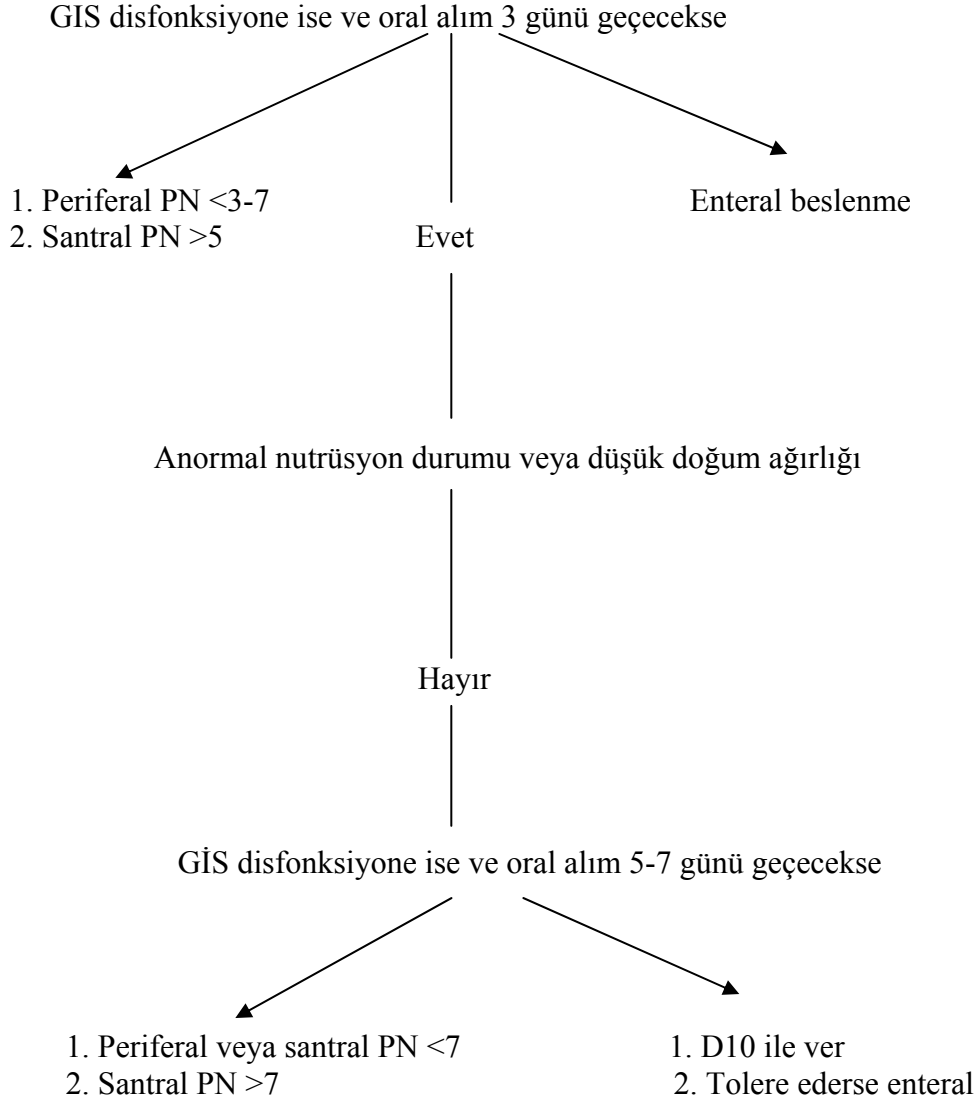 GIS disfonksiyone ise ve oral alım 3 günü geçecekse
1. Periferal PN <3-7
2. Santral PN >5
Evet
Enteral beslenme
Anormal nutrüsyon durumu veya düşük doğum ağırlığı
Hayır
GİS disfonksiyone ise ve oral alım 5-7 günü geçecekse
1. Periferal veya santral PN <7
2. Santral PN >7
1. D10 ile ver
2. Tolere ederse enteral